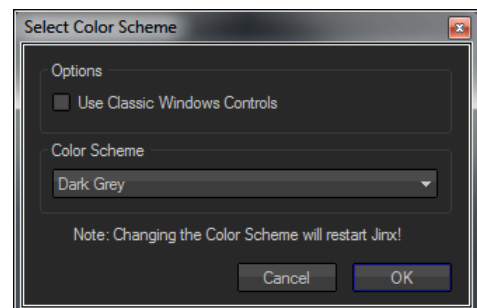 Select Color Scheme
Options
Use Classic Windows Controls
Color Scheme
Dark Grey
Note: Changing the Color Scheme will restart Jinx!
Cancel
OK